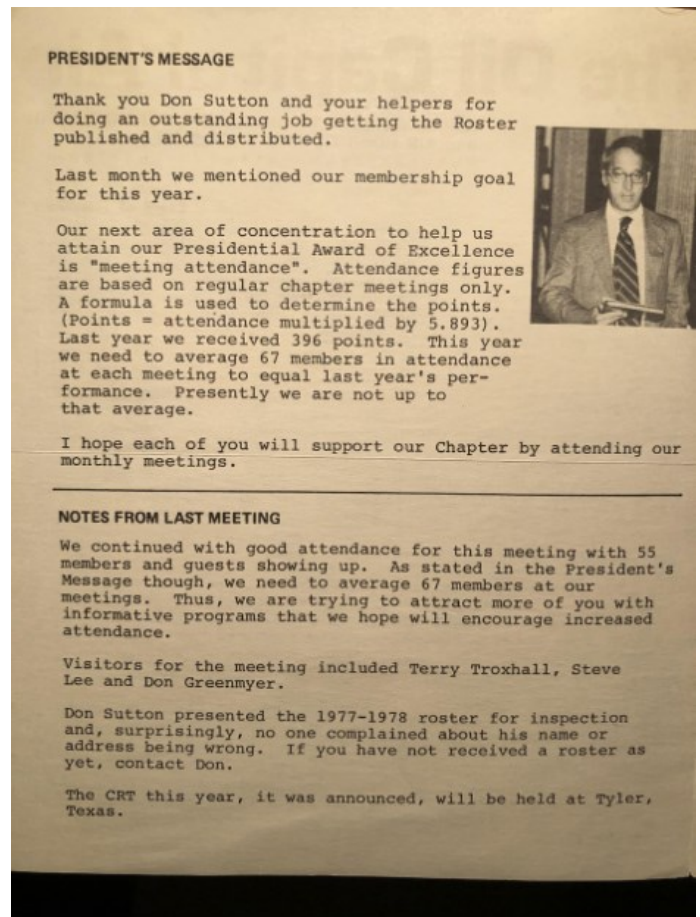 PRESIDENT'S MESSAGE
Thank you Don Sutton and your helpers for
doing an outstanding job getting the Roster
published and distributed.
Last month we mentioned our membership goal
for this year.
Our next area of concentration to help us
attain our Presidential Award of Excellence
is "meeting attendance". Attendance figures
are based on regular chapter meetings only.
A formula is used to determine the points.
(Points = attendance multiplied by 5.893).
Last year we received 396 points. This year
we need to average 67 members in attendance
at each meeting to equal last year's per-
formance. Presently we are not up to
that average.
I hope each of you will support our Chapter by attending our
monthly meetings.
NOTES FROM LAST MEETING
We continued with good attendance for this meeting with 55
members and guests showing up. As stated in the President's
Message though, we need to average 67 members at our
meetings. Thus, we are trying to attract more of you with
informative programs that we hope will encourage increased
attendance.
Visitors for the meeting included Terry Troxhall, Steve
Lee and Don Greenmyer.
Don Sutton presented the 1977-1978 roster for inspection
and, surprisingly, no one complained about his name or
address being wrong. If you have not received a roster as
yet, contact Don.
The CRT this year, it was announced, will be held at Tyler,
Texas.